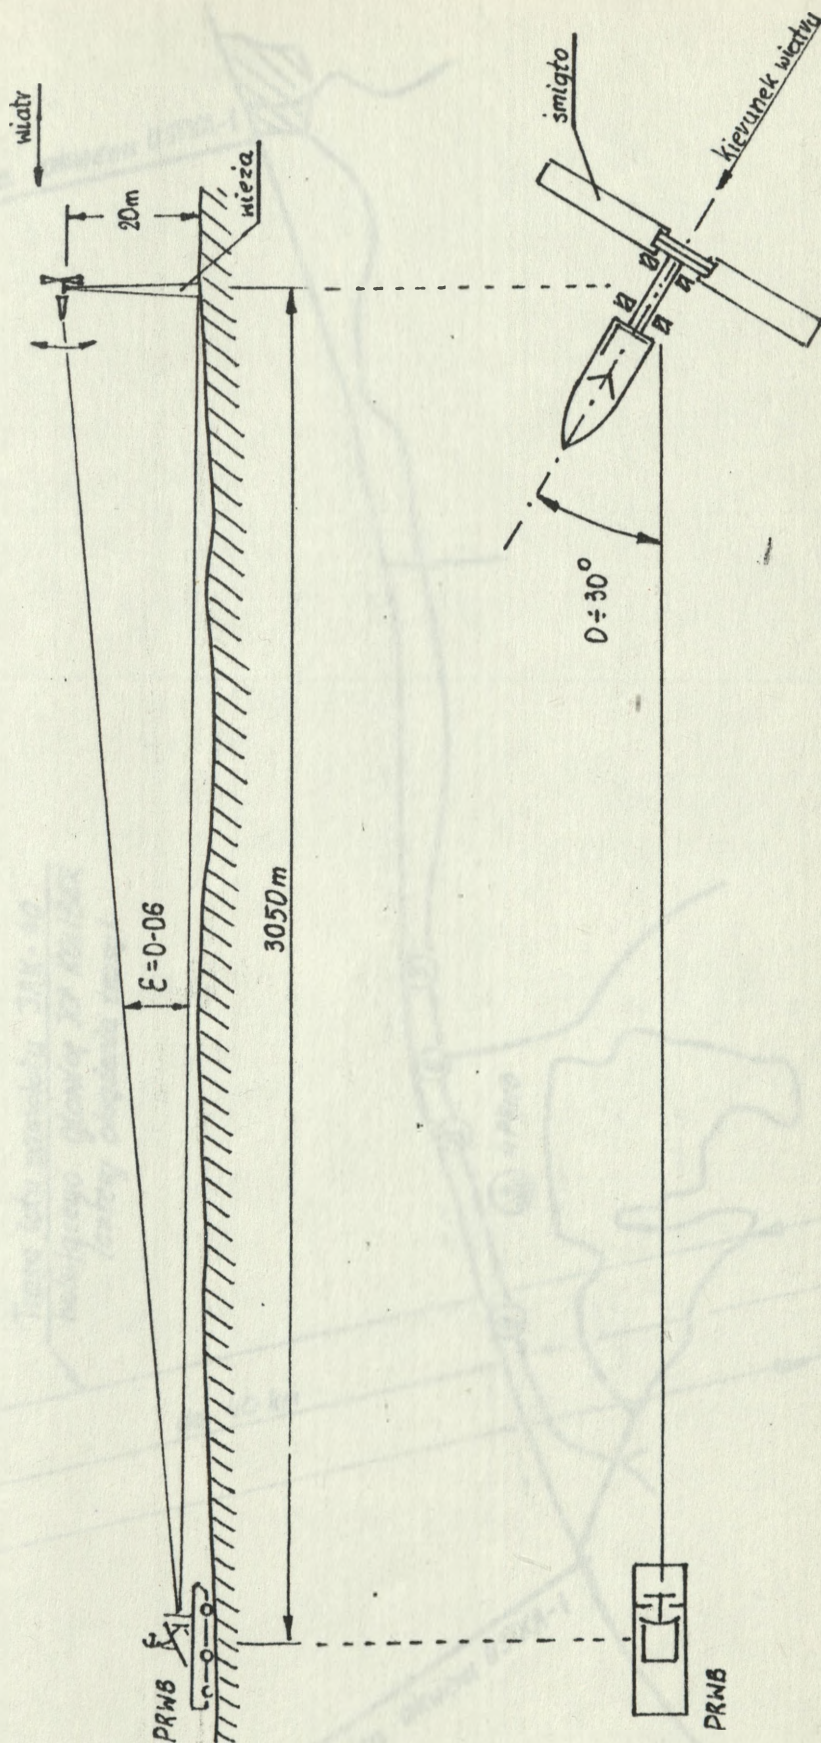 wiatr
20m
wieża
ε=0-06
3050m
PRWB
śmigło
kierunek wiatru
0÷30°
PRWB